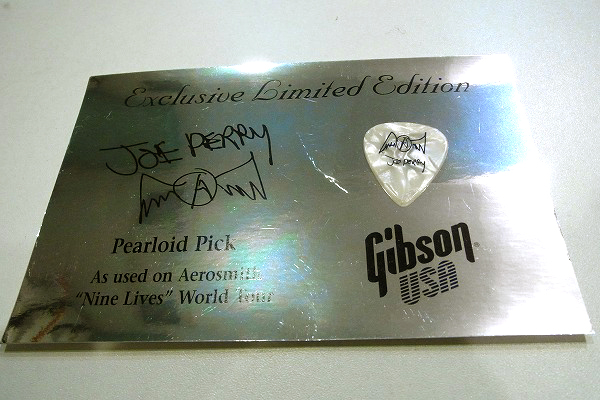 Exclusive Limited Edition
JOE PERRY
A
Pearloid Pick
As used on Aerosmith
"Nine Lives" World Tour
A
JOE PERRY
Gibson
USA